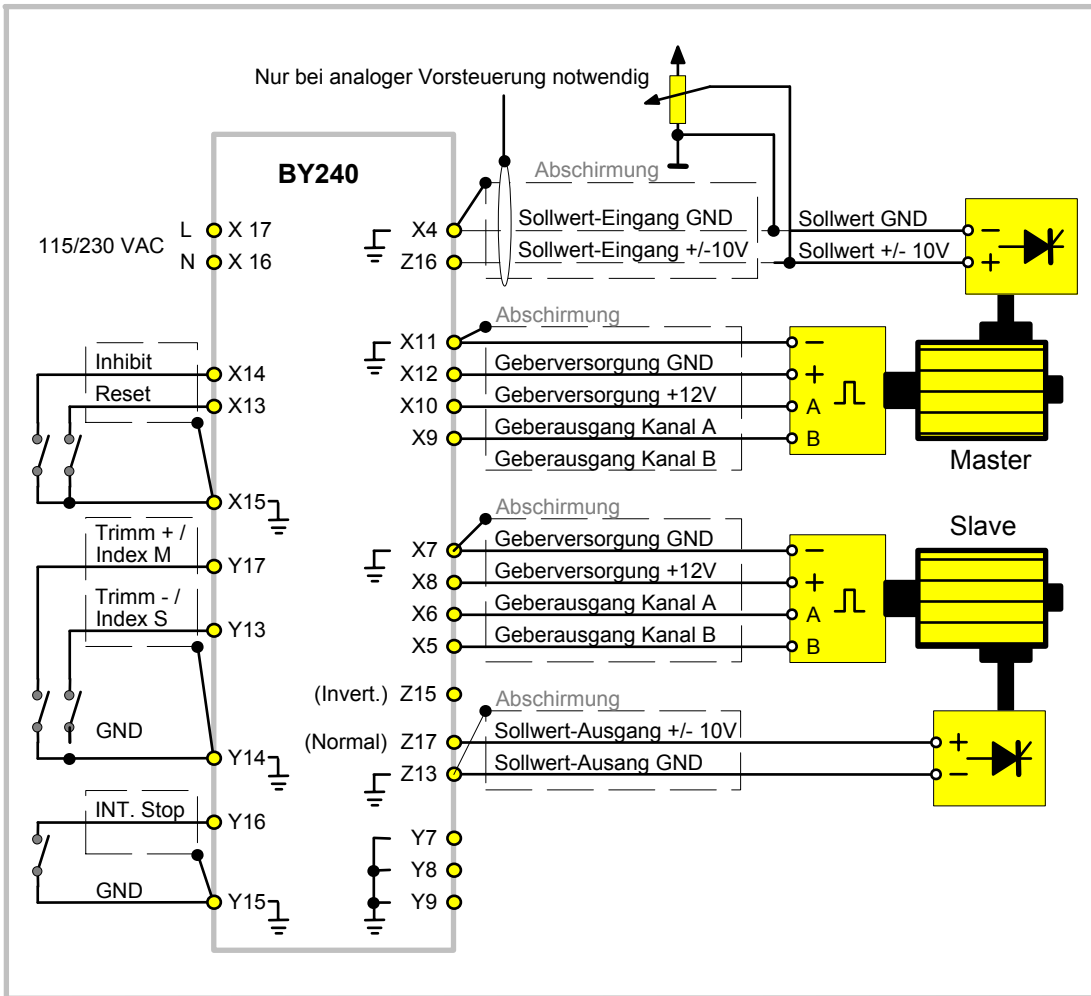 Nur bei analoger Vorsteuerung notwendig
BY240
Abschirmung
L X 17
115/230 VAC
N X 16
X4
Sollwert-Eingang GND
Sollwert GND
−
Z16
Sollwert-Eingang +/-10V
Sollwert +/- 10V
+
Abschirmung
X11
−
Inhibit
X14
X12
Geberversorgung GND
+
Reset
X13
X10
Geberversorgung +12V
A
X9
Geberausgang Kanal A
B
Geberausgang Kanal B
Master
X15
Abschirmung
Slave
Trimm + /
Index M
Y17
X7
Geberversorgung GND
−
X8
Geberversorgung +12V
+
Trimm - /
Index S
Y13
X6
Geberausgang Kanal A
A
X5
Geberausgang Kanal B
B
(Invert.) Z15
Abschirmung
GND
Y14
(Normal) Z17
Sollwert-Ausgang +/- 10V
+
Z13
Sollwert-Ausang GND
−
INT. Stop
Y16
Y7
Y8
GND
Y15
Y9